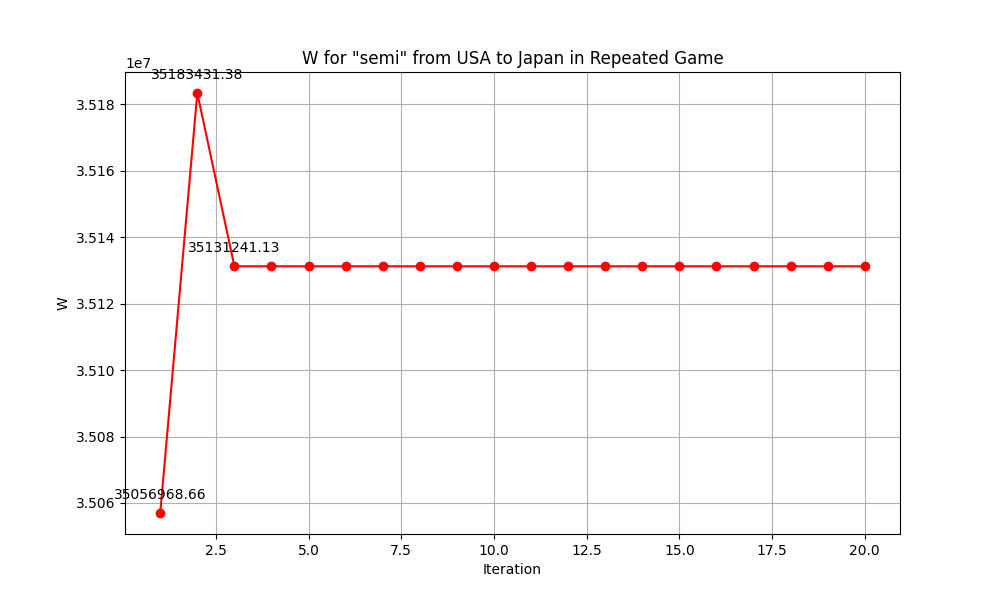 W for "semi" from USA to Japan in Repeated Game
1e7
35183431.38
3.518
3.516
3.514
35131241.13
3.512
W
3.510
3.508
35056968.66
3.506
2.5 5.0 7.5 10.0 12.5 15.0 17.5 20.0
Iteration